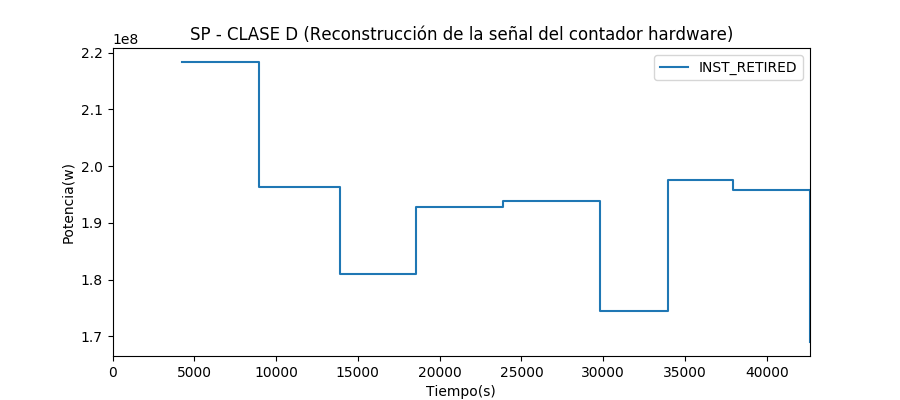 SP - CLASE D (Reconstrucción de la señal del contador hardware)
1e8
INST_RETIRED
2.2
2.1
2.0
1.9
1.8
1.7
Potencia(w)
0 5000 10000 15000 20000 25000 30000 35000 40000
Tiempo(s)